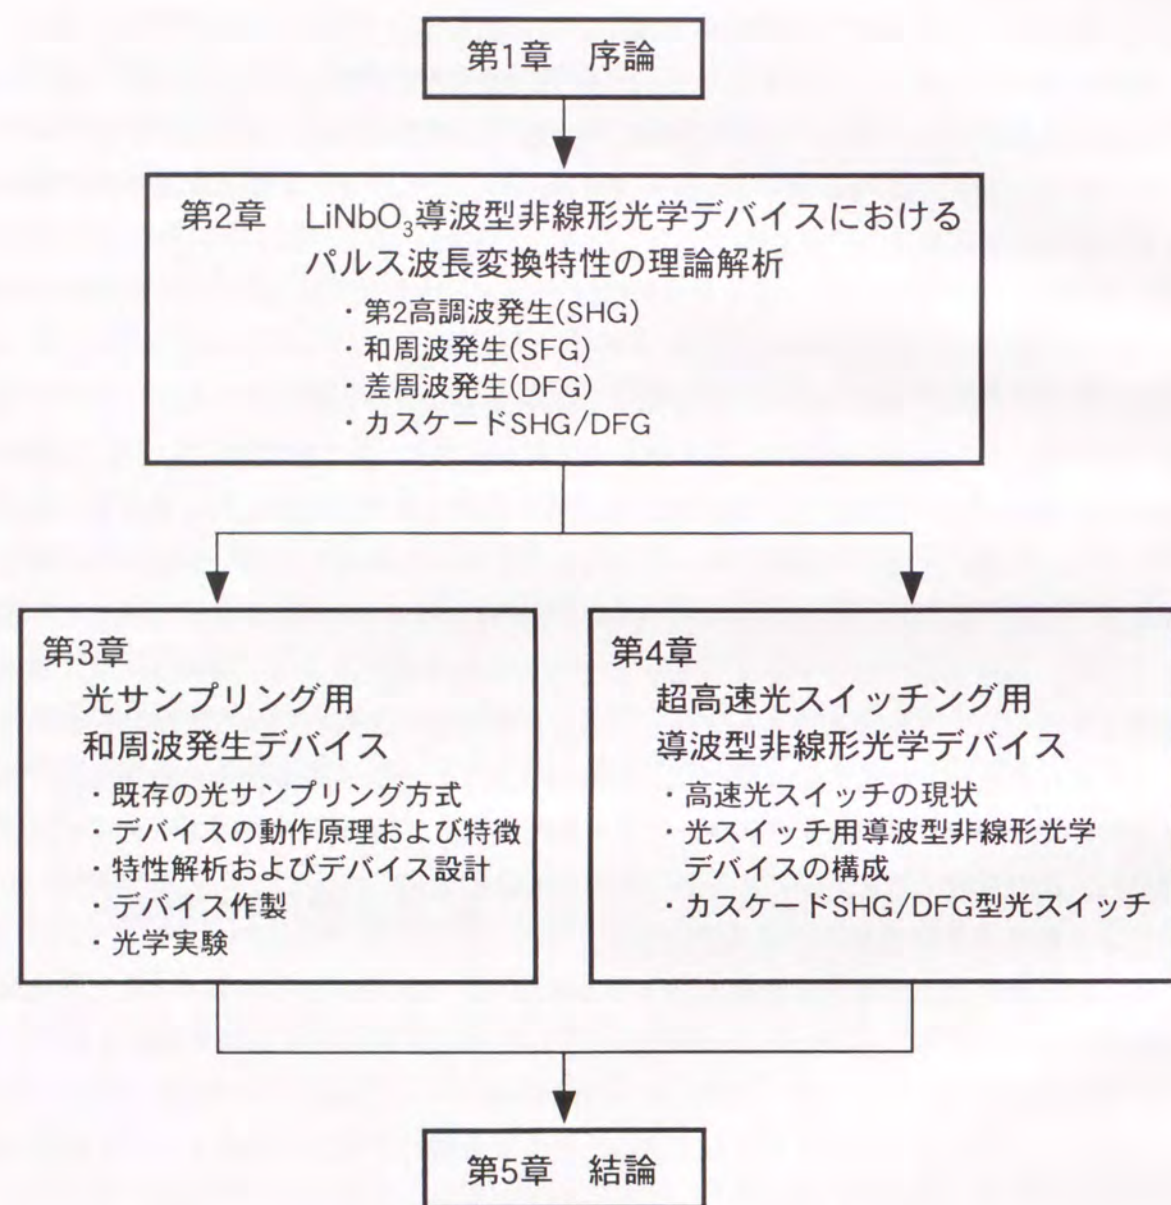 第1章　序論
第2章　LiNbO₃導波型非線形光学デバイスにおける
パルス波長変換特性の理論解析
・第2高調波発生(SHG)
・和周波発生(SFG)
・差周波発生(DFG)
・カスケードSHG/DFG
第3章
光サンプリング用
和周波発生デバイス
・既存の光サンプリング方式
・デバイスの動作原理および特徴
・特性解析およびデバイス設計
・デバイス作製
・光学実験
第4章
超高速光スイッチング用
導波型非線形光学デバイス
・高速光スイッチの現状
・光スイッチ用導波型非線形光学
デバイスの構成
・カスケードSHG/DFG型光スイッチ
第5章　結論